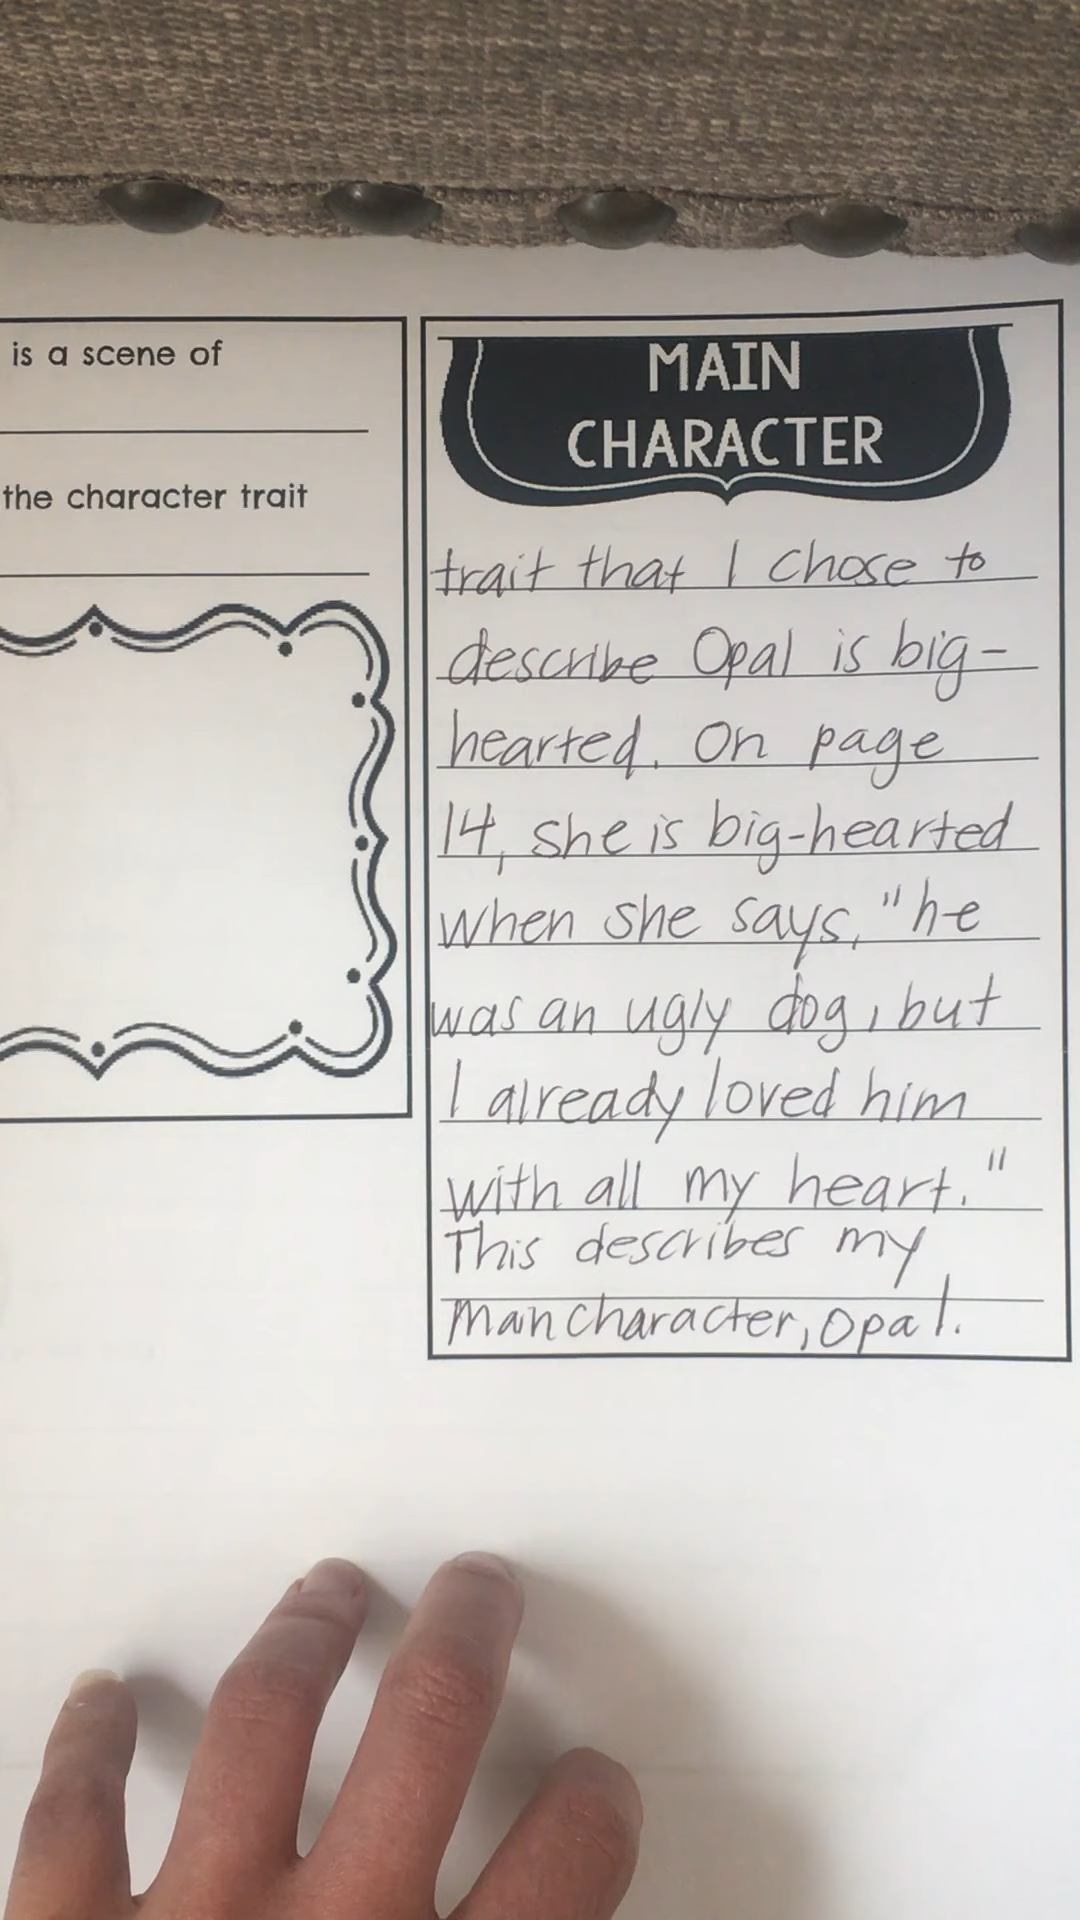 is a scene of
the character trait
MAIN
CHARACTER
trait that I chose to
describe Opal is big-
hearted. On page
14, she is big-hearted
when she says, "he
was an ugly dog, but
I already loved him
with all my heart."
This describes my
man character, Opal.